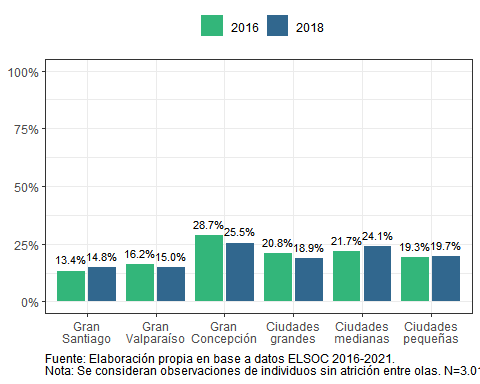 2016 2018
100%
75%
50%
25%
0%
13.4% 14.8% 16.2% 15.0% 28.7% 25.5% 20.8% 18.9% 21.7% 24.1% 19.3% 19.7%
Gran Santiago
Gran Valparaíso
Gran Concepción
Ciudades grandes
Ciudades medianas
Ciudades pequeñas
Fuente: Elaboración propia en base a datos ELSOC 2016-2021.
Nota: Se consideran observaciones de individuos sin atrición entre olas.